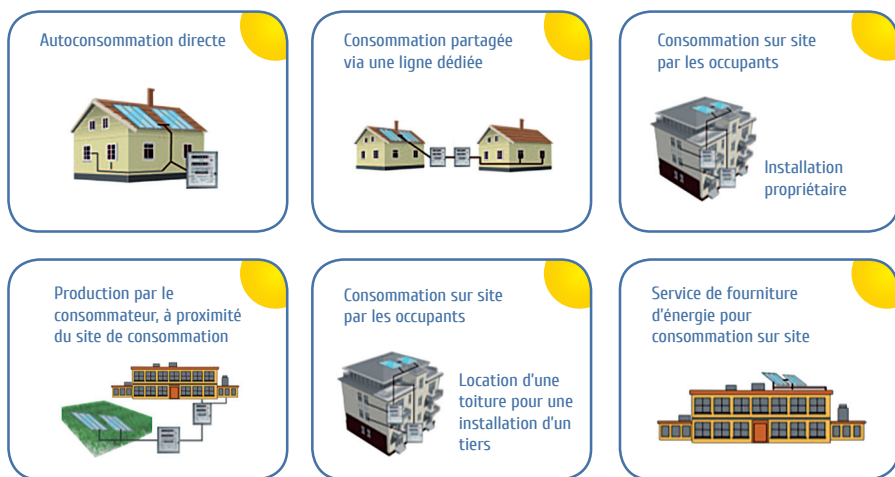 Autoconsommation directe
Consommation partagée
via une ligne dédiée
Consommation sur site
par les occupants
Installation
propriétaire
Production par le
consommateur, à proximité
du site de consommation
Consommation sur site
par les occupants
Location d'une
toiture pour une
installation d'un
tiers
Service de fourniture
d'énergie pour
consommation sur site